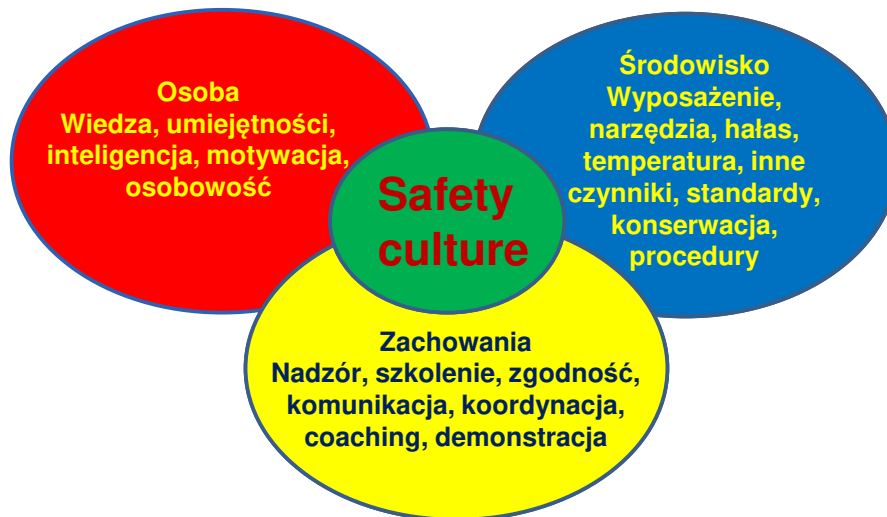 Osoba
Wiedza, umiejętności,
inteligencja, motywacja,
osobowość
Środowisko
Wyposażenie,
narzędzia, hałas,
temperatura, inne
czynniki, standardy,
konserwacja,
procedury
Safety
culture
Zachowania
Nadzór, szkolenie, zgodność,
komunikacja, koordynacja,
coaching, demonstracja